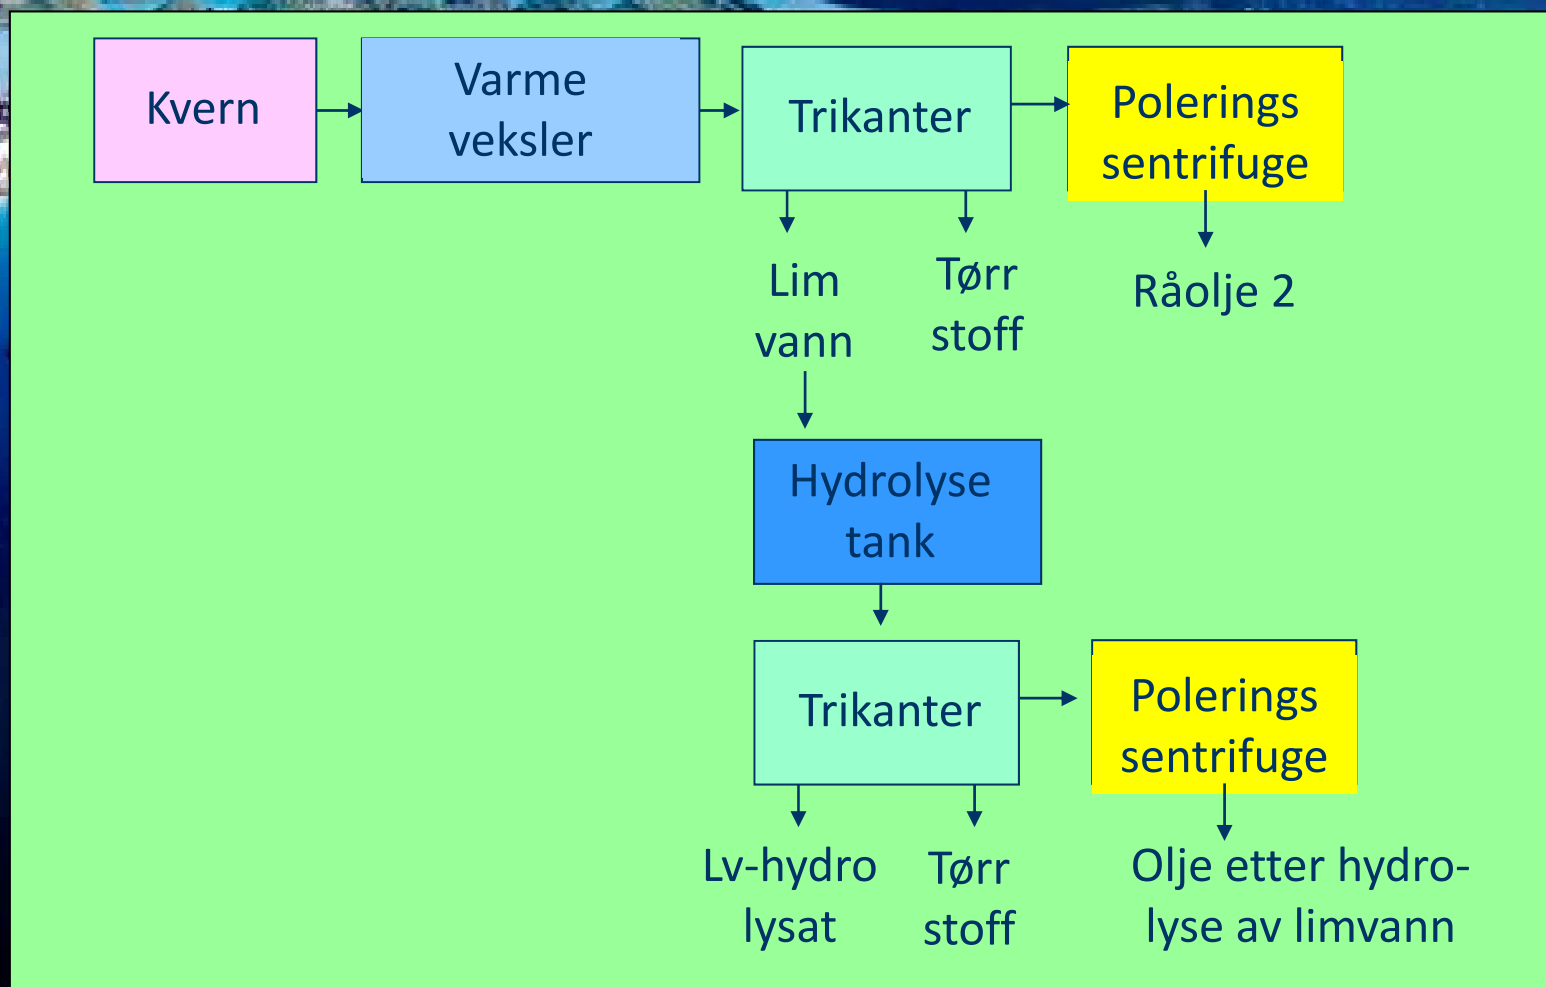 Kvern
Varme
veksler
Trikanter
Polerings
sentrifuge
Lim
vann
Tørr
stoff
Råolje 2
Hydrolyse
tank
Trikanter
Polerings
sentrifuge
Lv-hydro
lysat
Tørr
stoff
Olje etter hydro-
lyse av limvann